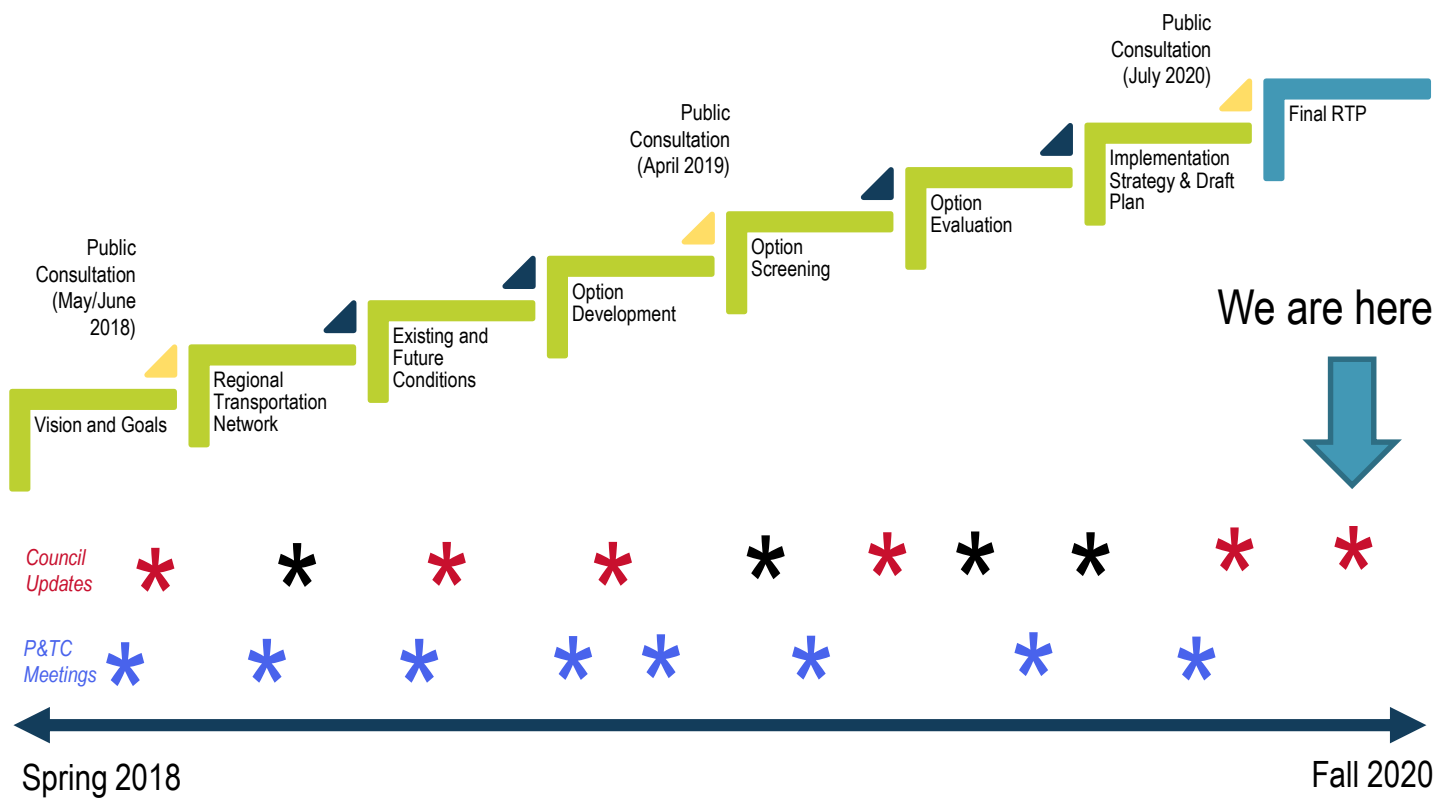 Public
Consultation
(May/June
2018)
Public
Consultation
(April 2019)
Public
Consultation
(July 2020)
Vision and Goals
Regional
Transportation
Network
Existing and
Future
Conditions
Option
Development
Option
Screening
Option
Evaluation
Implementation
Strategy & Draft
Plan
Final RTP
We are here
Council
Updates
* * * * * * * * * *
P&TC
Meetings
* * * * * * * *
Spring 2018
Fall 2020